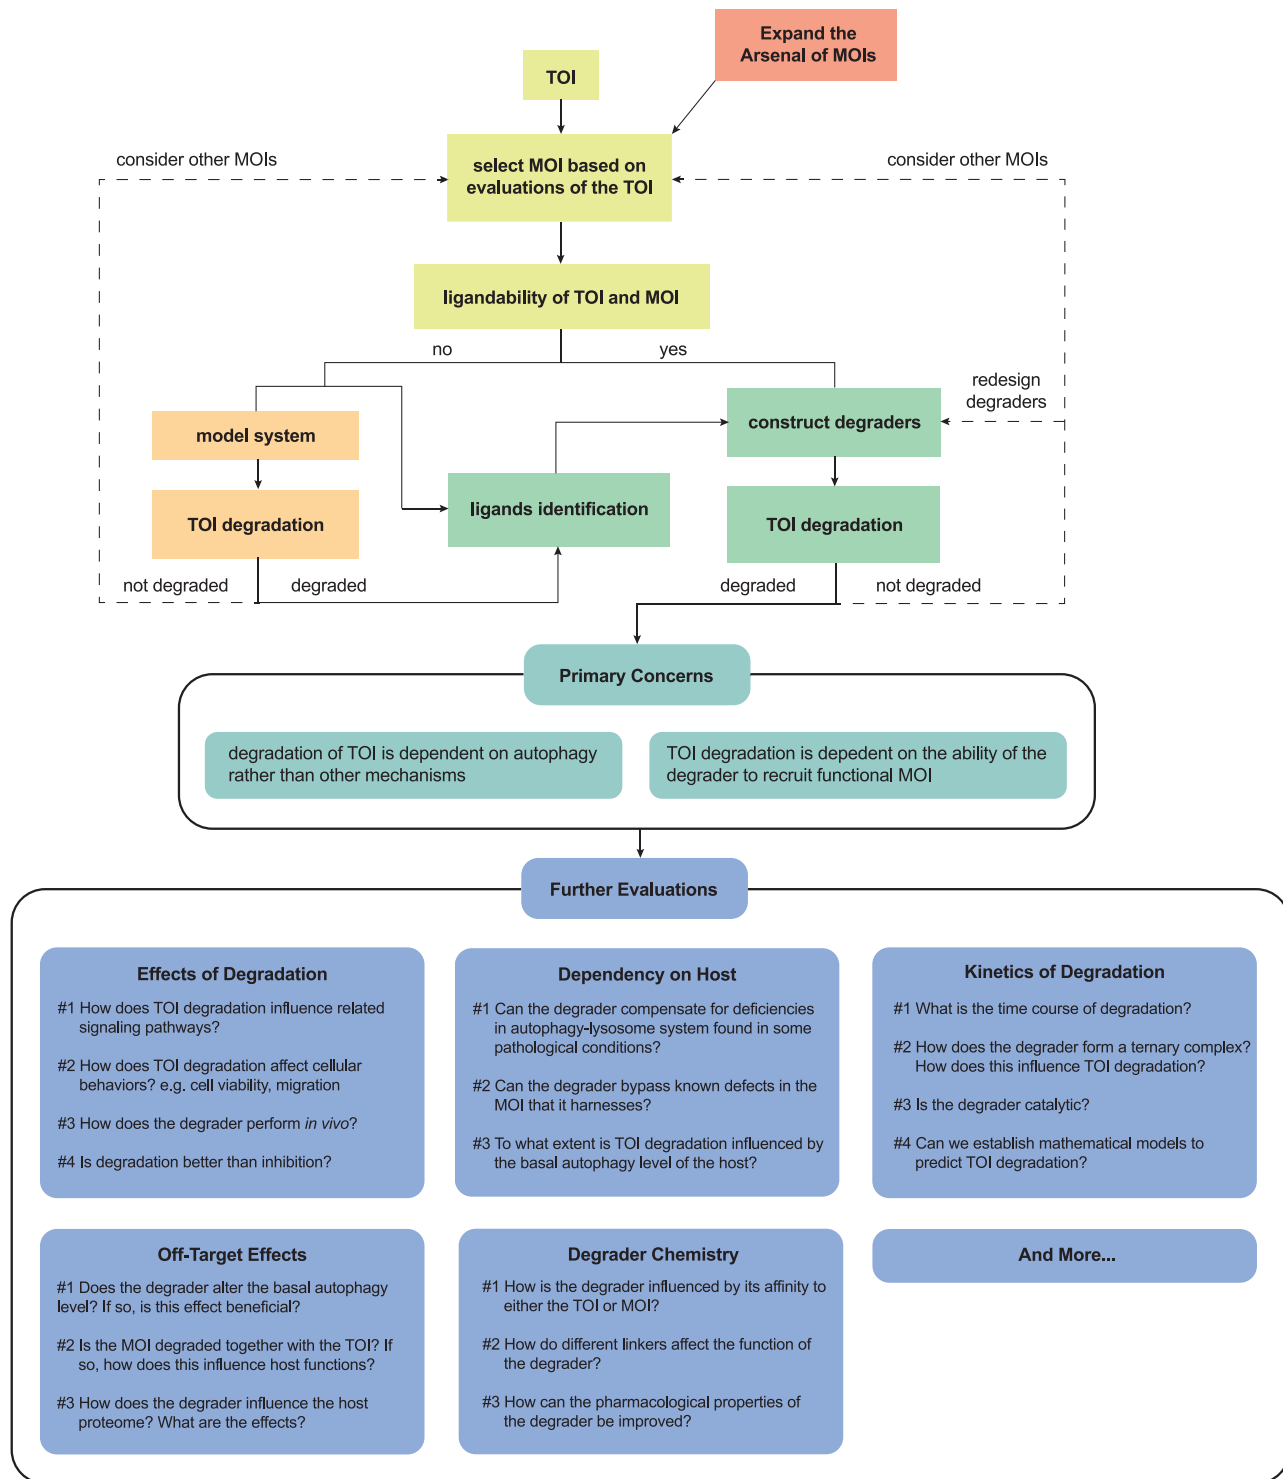 Expand the
Arsenal of MOIs
TOI
consider other MOIs
select MOI based on
evaluations of the TOI
consider other MOIs
ligandability of TOI and MOI
no
yes
redesign
degraders
model system
construct degraders
TOI degradation
ligands identification
TOI degradation
not degraded
degraded
degraded
not degraded
Primary Concerns
degradation of TOI is dependent on autophagy
rather than other mechanisms
TOI degradation is depedent on the ability of the
degrader to recruit functional MOI
Further Evaluations
Effects of Degradation
#1 How does TOI degradation influence related
signaling pathways?
#2 How does TOI degradation affect cellular
behaviors? e.g. cell viability, migration
#3 How does the degrader perform in vivo?
#4 Is degradation better than inhibition?
Dependency on Host
#1 Can the degrader compensate for deficiencies
in autophagy-lysosome system found in some
pathological conditions?
#2 Can the degrader bypass known defects in the
MOI that it harnesses?
#3 To what extent is TOI degradation influenced by
the basal autophagy level of the host?
Kinetics of Degradation
#1 What is the time course of degradation?
#2 How does the degrader form a ternary complex?
How does this influence TOI degradation?
#3 Is the degrader catalytic?
#4 Can we establish mathematical models to
predict TOI degradation?
Off-Target Effects
#1 Does the degrader alter the basal autophagy
level? If so, is this effect beneficial?
#2 Is the MOI degraded together with the TOI? If
so, how does this influence host functions?
#3 How does the degrader influence the host
proteome? What are the effects?
Degrader Chemistry
#1 How is the degrader influenced by its affinity to
either the TOI or MOI?
#2 How do different linkers affect the function of
the degrader?
#3 How can the pharmacological properties of
the degrader be improved?
And More...